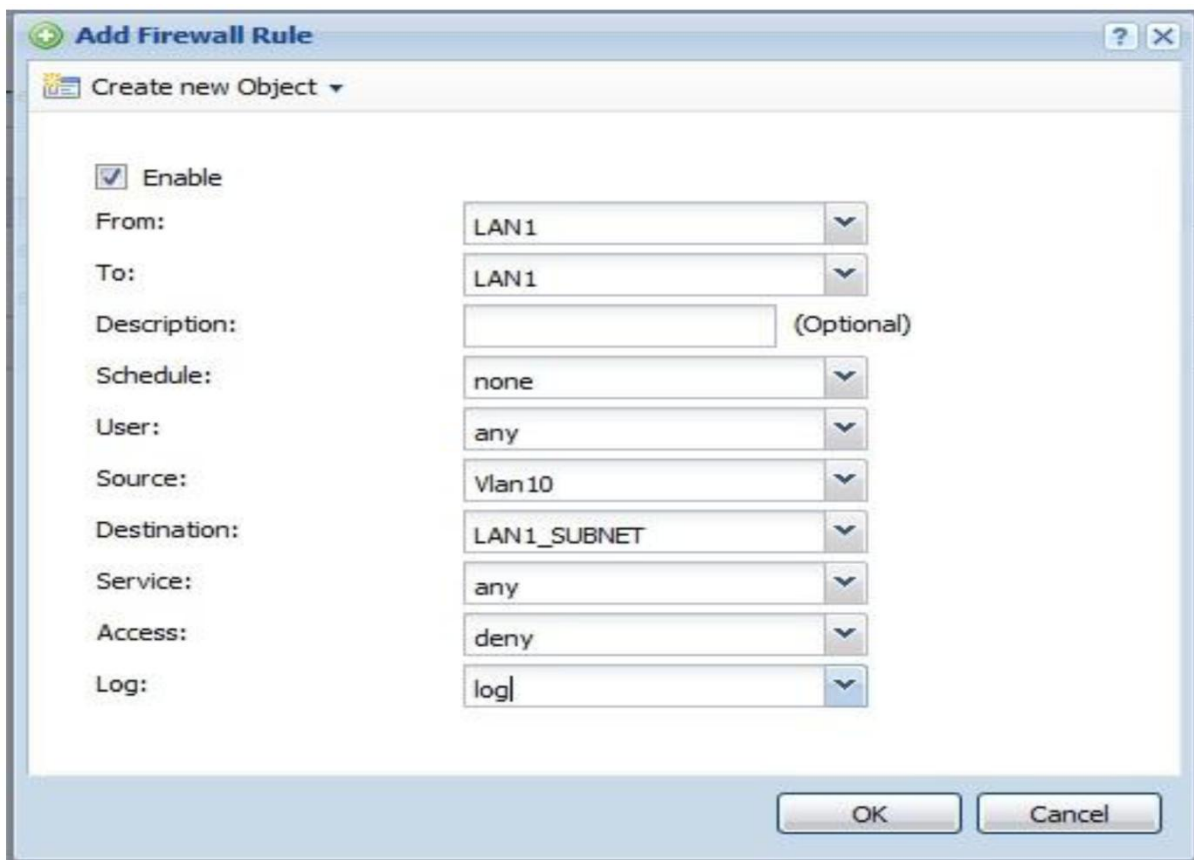 Add Firewall Rule
?
Create new Object
Enable
From: LAN1
To: LAN1
Description: (Optional)
Schedule: none
User: any
Source: Vlan10
Destination: LAN1_SUBNET
Service: any
Access: deny
Log: log
OK Cancel